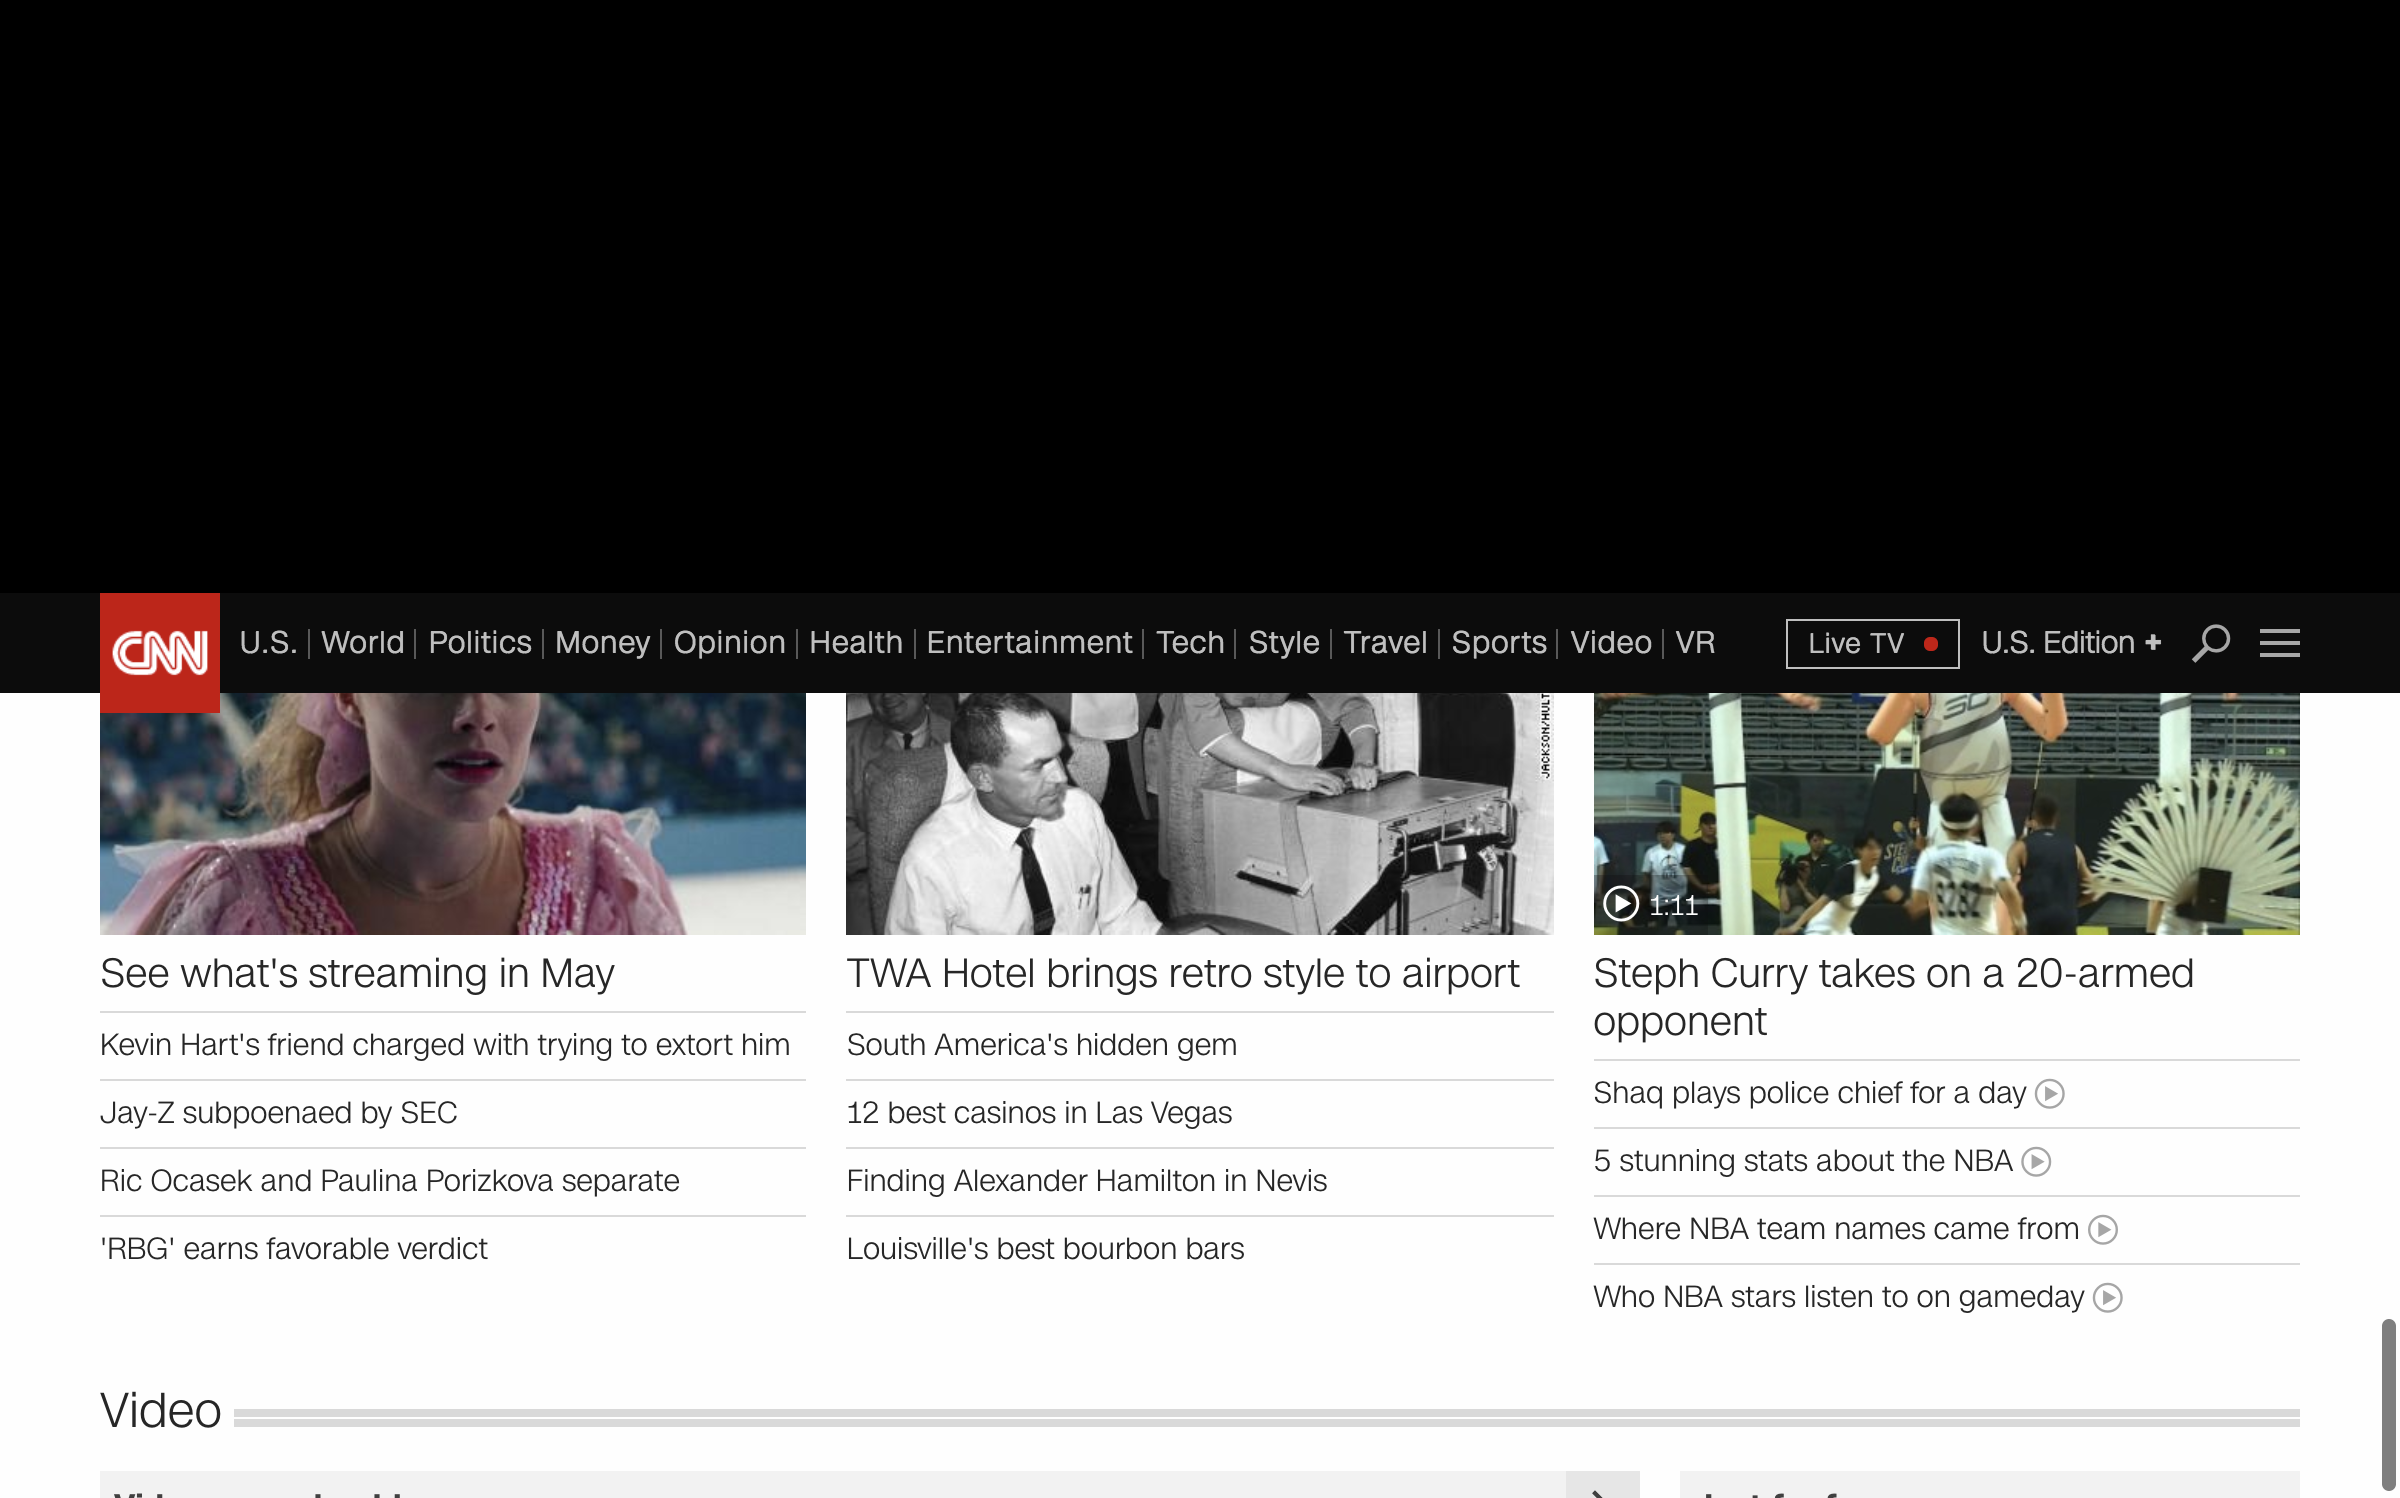 CNN
U.S. World Politics Money Opinion Health Entertainment Tech Style Travel Sports Video VR Live TV U.S. Edition +
JACKSON/HULT
1:11
See what's streaming in May
Kevin Hart's friend charged with trying to extort him
Jay-Z subpoenaed by SEC
Ric Ocasek and Paulina Porizkova separate
'RBG' earns favorable verdict
TWA Hotel brings retro style to airport
South America's hidden gem
12 best casinos in Las Vegas
Finding Alexander Hamilton in Nevis
Louisville's best bourbon bars
Steph Curry takes on a 20-armed
opponent
Shaq plays police chief for a day
5 stunning stats about the NBA
Where NBA team names came from
Who NBA stars listen to on gameday
Video